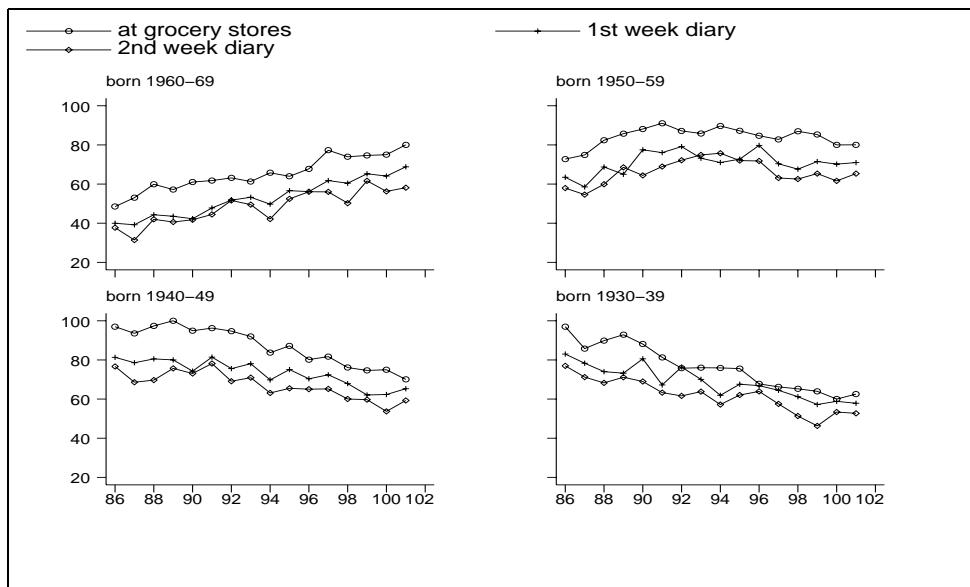 at grocery stores
1st week diary
2nd week diary
born 1960–69
born 1950–59
100
80
60
40
20
born 1940–49
born 1930–39
100
80
60
40
20
86 88 90 92 94 96 98 100 102
86 88 90 92 94 96 98 100 102